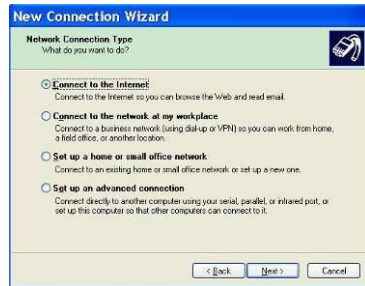 New Connection Wizard
Network Connection Type
What do you want to do?
Connect to the Internet
Connect to the Internet so you can browse the Web and read email.
Connect to the network at my workplace
Connect to a business network (using dial-up or VPN) so you can work from home,
a field office, or another location.
Set up a home or small office network
Connect to an existing home or small office network or set up a new one.
Set up an advanced connection
Connect directly to another computer using your serial, parallel, or infrared port, or
set up this computer so that other computers can connect to it.
< Back Next > Cancel